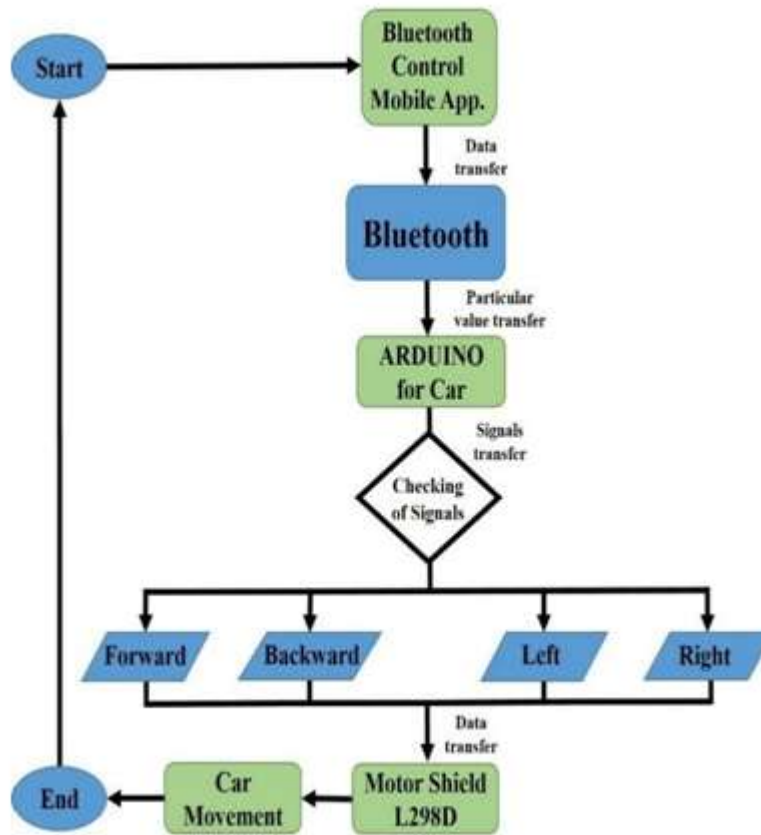 Start
Bluetooth
Control
Mobile App.
Data
transfer
Bluetooth
Particular
value transfer
ARDUINO
for Car
Signals
transfer
Checking
of Signals
Forward
Backward
Left
Right
Data
transfer
End
Car
Movement
Motor Shield
L298D